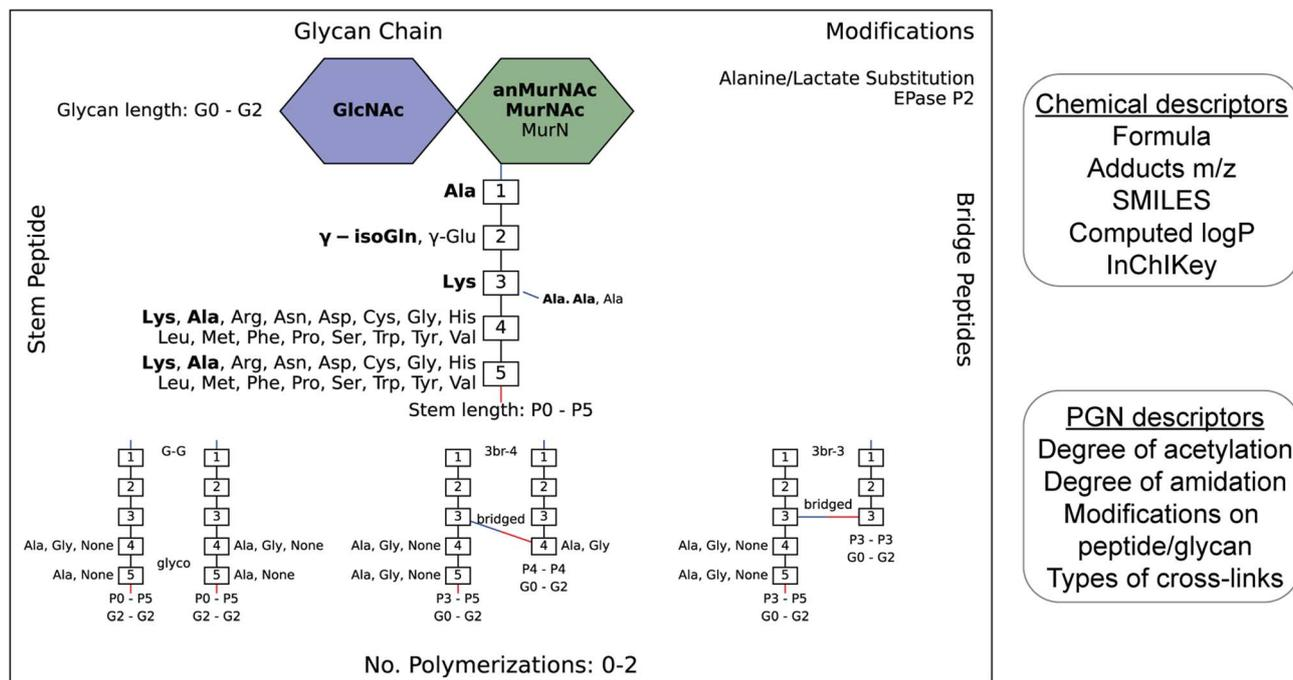 Glycan Chain
Modifications
Glycan length: G0 - G2
GlcNAc
anMurNAc
MurNAc
MurN
Alanine/Lactate Substitution
EPase P2
Stem Peptide
Bridge Peptides
Ala 1
γ – isoGln, γ-Glu 2
Lys 3
Ala. Ala, Ala
Lys, Ala, Arg, Asn, Asp, Cys, Gly, His
Leu, Met, Phe, Pro, Ser, Trp, Tyr, Val
4
Lys, Ala, Arg, Asn, Asp, Cys, Gly, His
Leu, Met, Phe, Pro, Ser, Trp, Tyr, Val
5
Stem length: P0 - P5
1 G-G 1
2 2
3 3
Ala, Gly, None 4 4 Ala, Gly, None
glyco
Ala, None 5 5 Ala, None
P0 - P5 P0 - P5
G2 - G2 G2 - G2
1 3br-4 1
2 2
3 bridged 3
Ala, Gly, None 4 4 Ala, Gly
Ala, Gly, None 5
P4 - P4
G0 - G2
P3 - P5
G0 - G2
1 3br-3 1
2 2
bridged
3 3
Ala, Gly, None 4
Ala, Gly, None 5
P3 - P3
G0 - G2
P3 - P5
G0 - G2
No. Polymerizations: 0-2
Chemical descriptors
Formula
Adducts m/z
SMILES
Computed logP
InChIKey
PGN descriptors
Degree of acetylation
Degree of amidation
Modifications on
peptide/glycan
Types of cross-links